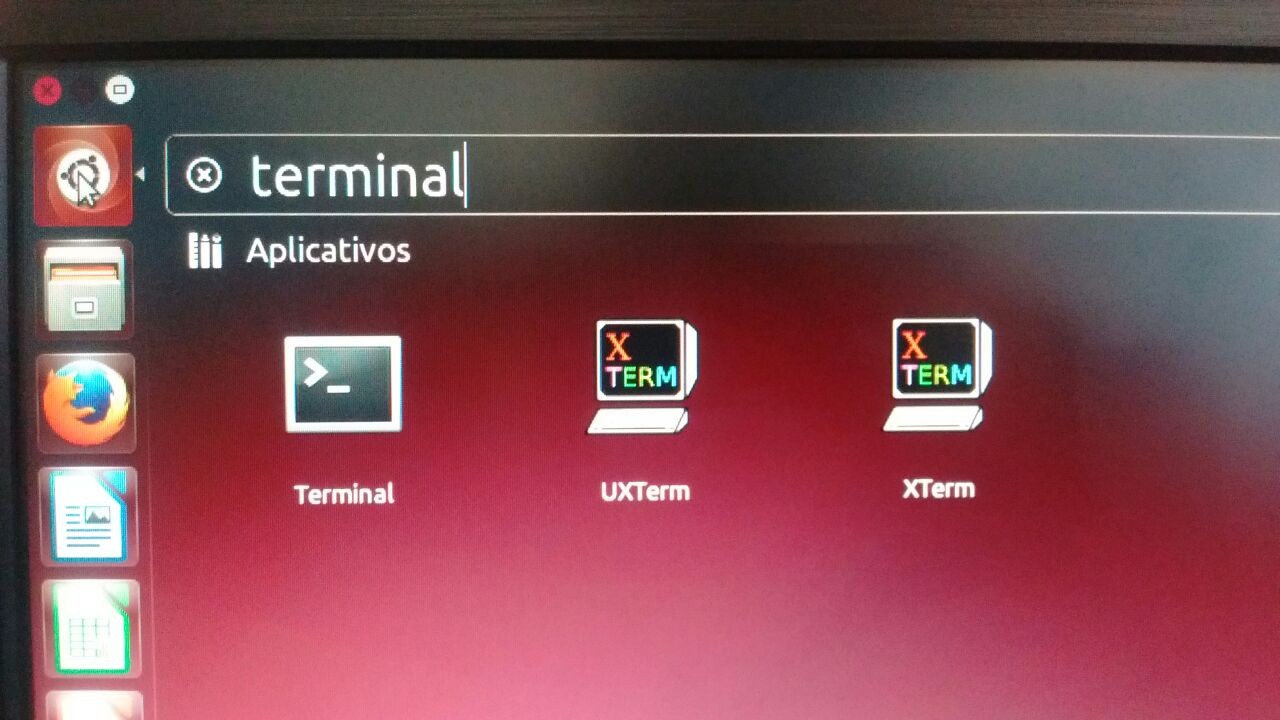 terminal
Aplicativos
>_
X
TERM
X
TERM
Terminal
UXTerm
XTerm